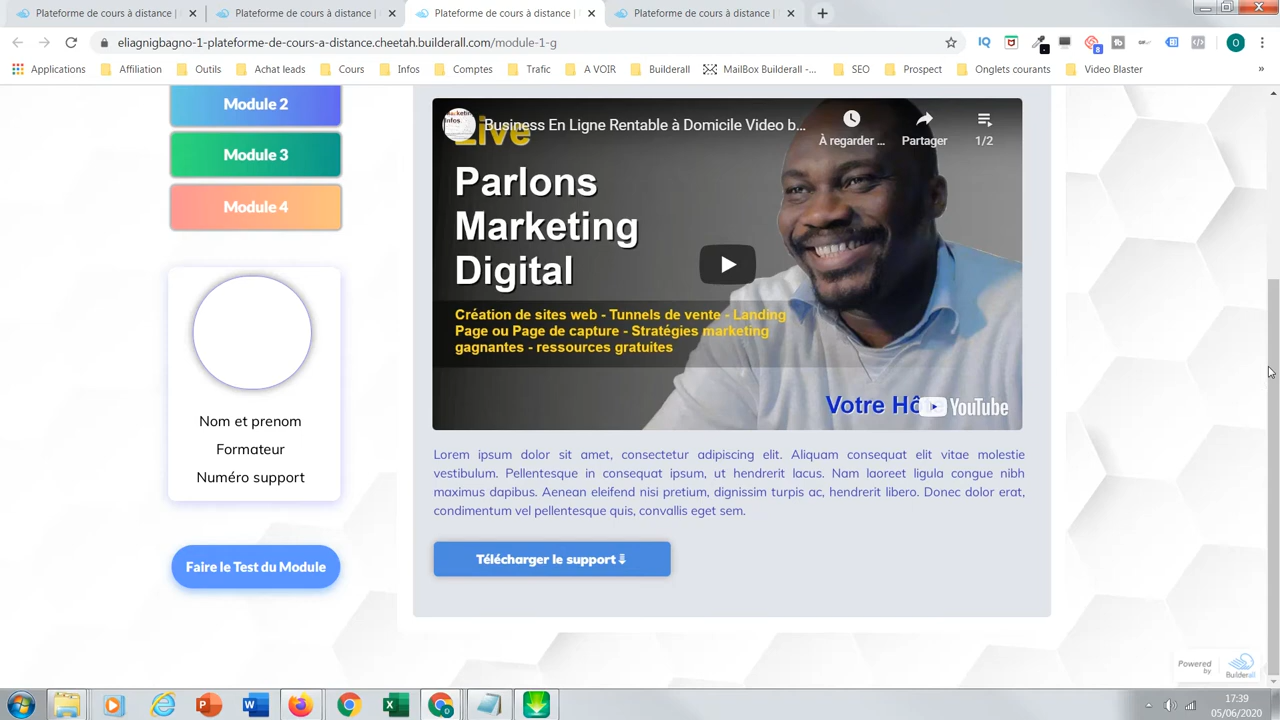 Plateforme de cours à distance |
Plateforme de cours à distance |
Plateforme de cours à distance |
Plateforme de cours à distance |
eliagnigbagno-1-plateforme-de-cours-a-distance.cheetah.builderall.com/module1-g
IQ
8
O
Applications
Affiliation
Outils
Achat leads
Cours
Infos
Comptes
Trafic
A VOIR
Builderall
MailBox Builderall -...
SEO
Prospect
Onglets courants
Video Blaster
»
Module 2
Module 3
Module 4
Nom et prenom
Formateur
Numéro support
Faire le Test du Module
Business En Ligne Rentable à Domicile Video b...
À regarder ...
Partager
1/2
Live
Parlons
Marketing
Digital
Création de sites web - Tunnels de vente - Landing
Page ou Page de capture - Stratégies marketing
gagnantes - ressources gratuites
Votre Hô
YouTube
Lorem ipsum dolor sit amet, consectetur adipiscing elit. Aliquam consequat elit vitae molestie
vestibulum. Pellentesque in consequat ipsum, ut hendrerit lacus. Nam laoreet ligula congue nibh
maximus dapibus. Aenean eleifend nisi pretium, dignissim turpis ac, hendrerit libero. Donec dolor erat,
condimentum vel pellentesque quis, convallis eget sem.
Télécharger le support
Powered
by
Builderall
17:39
05/06/2020